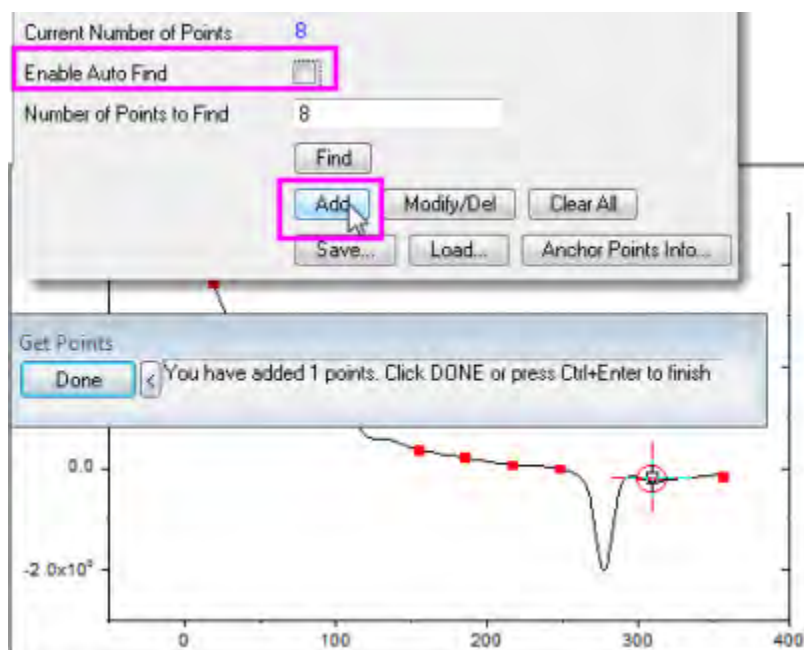 Current Number of Points 8
Enable Auto Find
Number of Points to Find 8
Find
Add Modify/Del Clear All
Save... Load... Anchor Points Info...
Get Points
Done < You have added 1 points. Click DONE or press Ctrl+Enter to finish
0.0
0 100 200 300 400